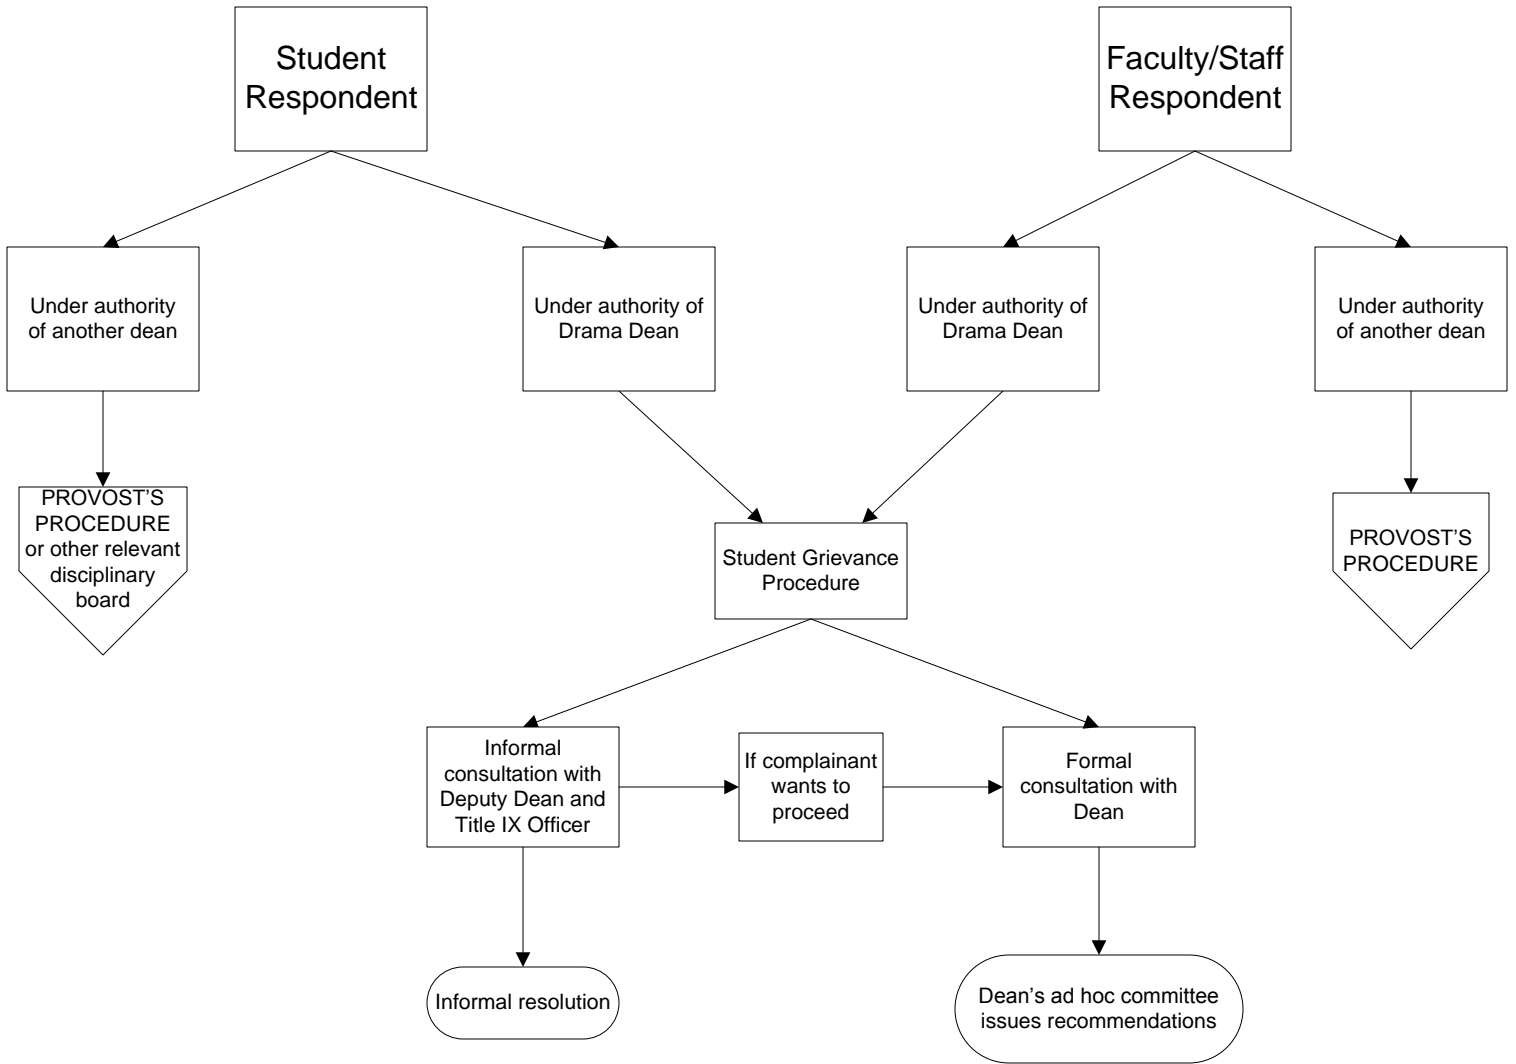 Student
Respondent
Faculty/Staff
Respondent
Under authority
of another dean
Under authority of
Drama Dean
Under authority of
Drama Dean
Under authority
of another dean
PROVOST’S
PROCEDURE
or other relevant
disciplinary
board
Student Grievance
Procedure
PROVOST’S
PROCEDURE
Informal
consultation with
Deputy Dean and
Title IX Officer
If complainant
wants to
proceed
Formal
consultation with
Dean
Informal resolution
Dean’s ad hoc committee
issues recommendations